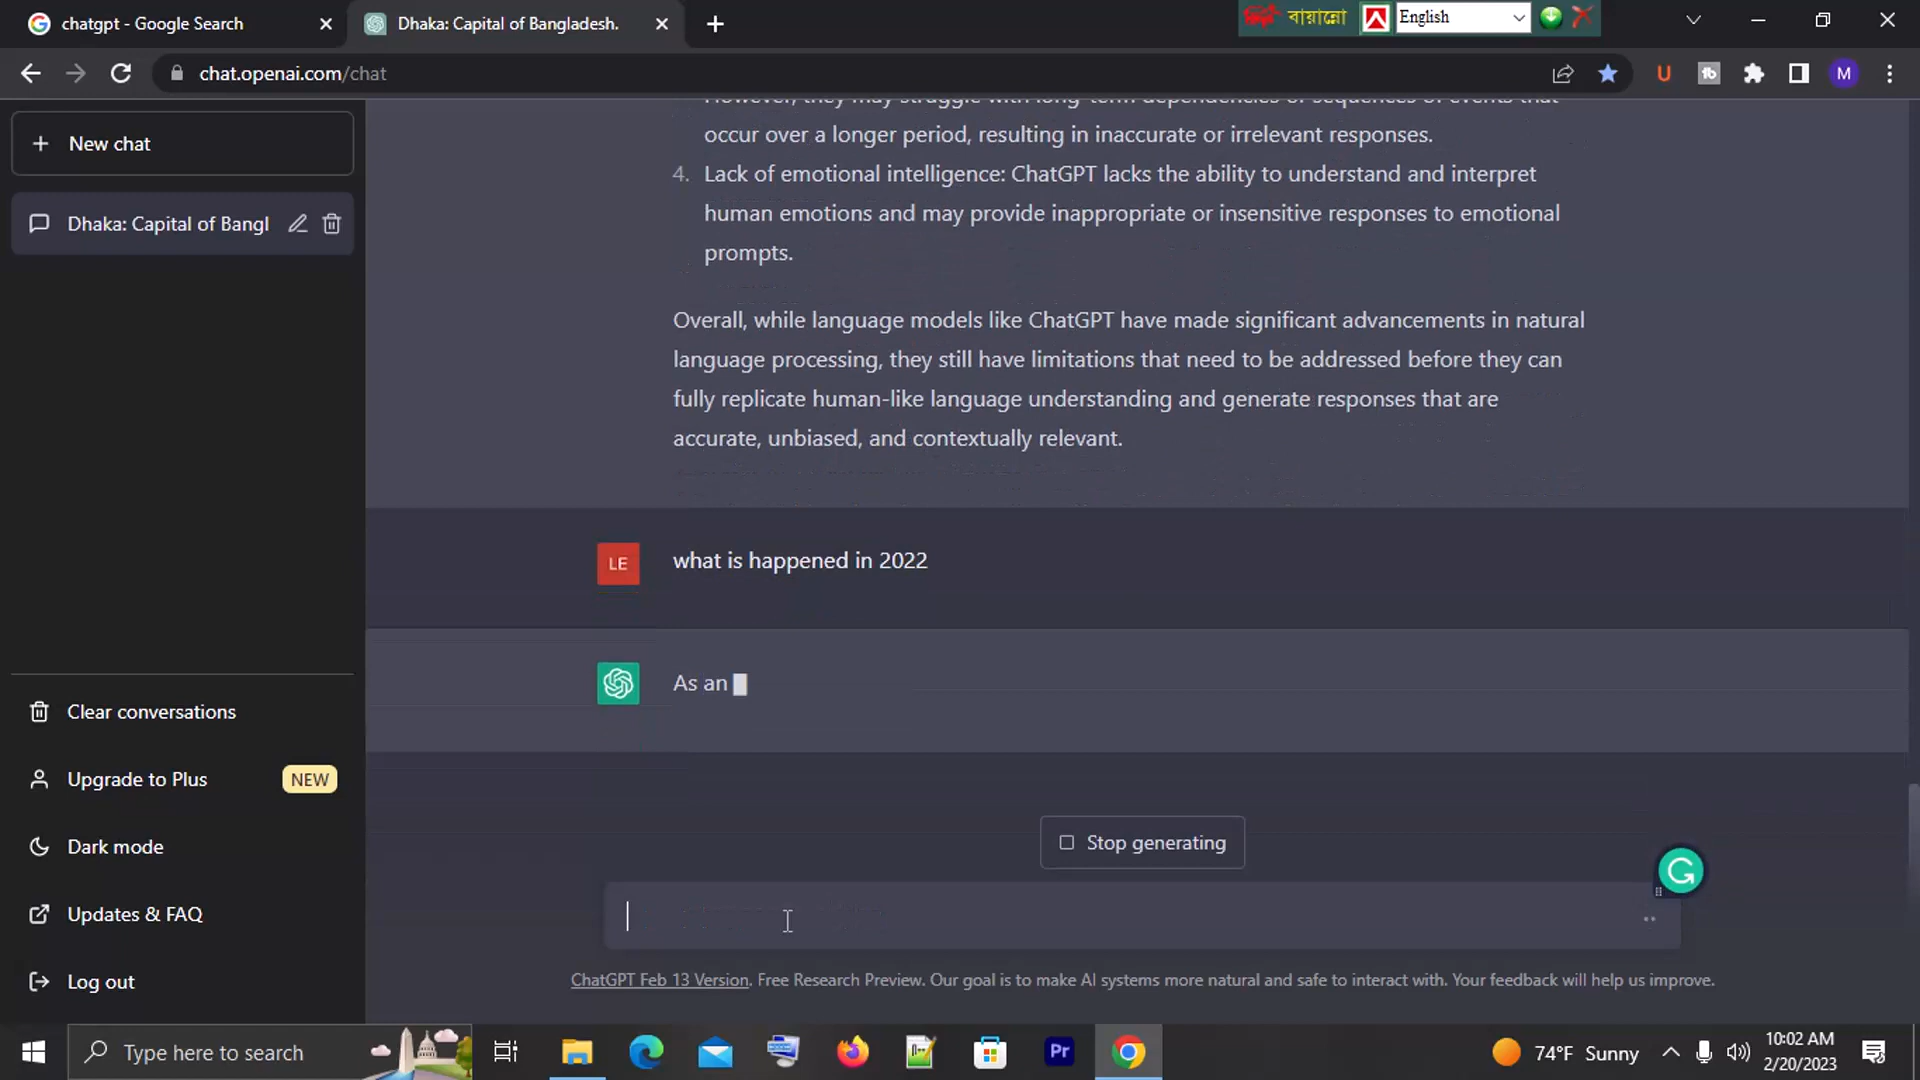 chatgpt - Google Search
Dhaka: Capital of Bangladesh.
বায়ান্নো
English
chat.openai.com/chat
U
M
New chat
Dhaka: Capital of Bangl
occur over a longer period, resulting in inaccurate or irrelevant responses.
4. Lack of emotional intelligence: ChatGPT lacks the ability to understand and interpret
human emotions and may provide inappropriate or insensitive responses to emotional
prompts.
Overall, while language models like ChatGPT have made significant advancements in natural
language processing, they still have limitations that need to be addressed before they can
fully replicate human-like language understanding and generate responses that are
accurate, unbiased, and contextually relevant.
LE
what is happened in 2022
As an
Clear conversations
Upgrade to Plus
NEW
Dark mode
Updates & FAQ
Log out
Stop generating
ChatGPT Feb 13 Version. Free Research Preview. Our goal is to make AI systems more natural and safe to interact with. Your feedback will help us improve.
Type here to search
Pr
74°F Sunny
10:02 AM
2/20/2023